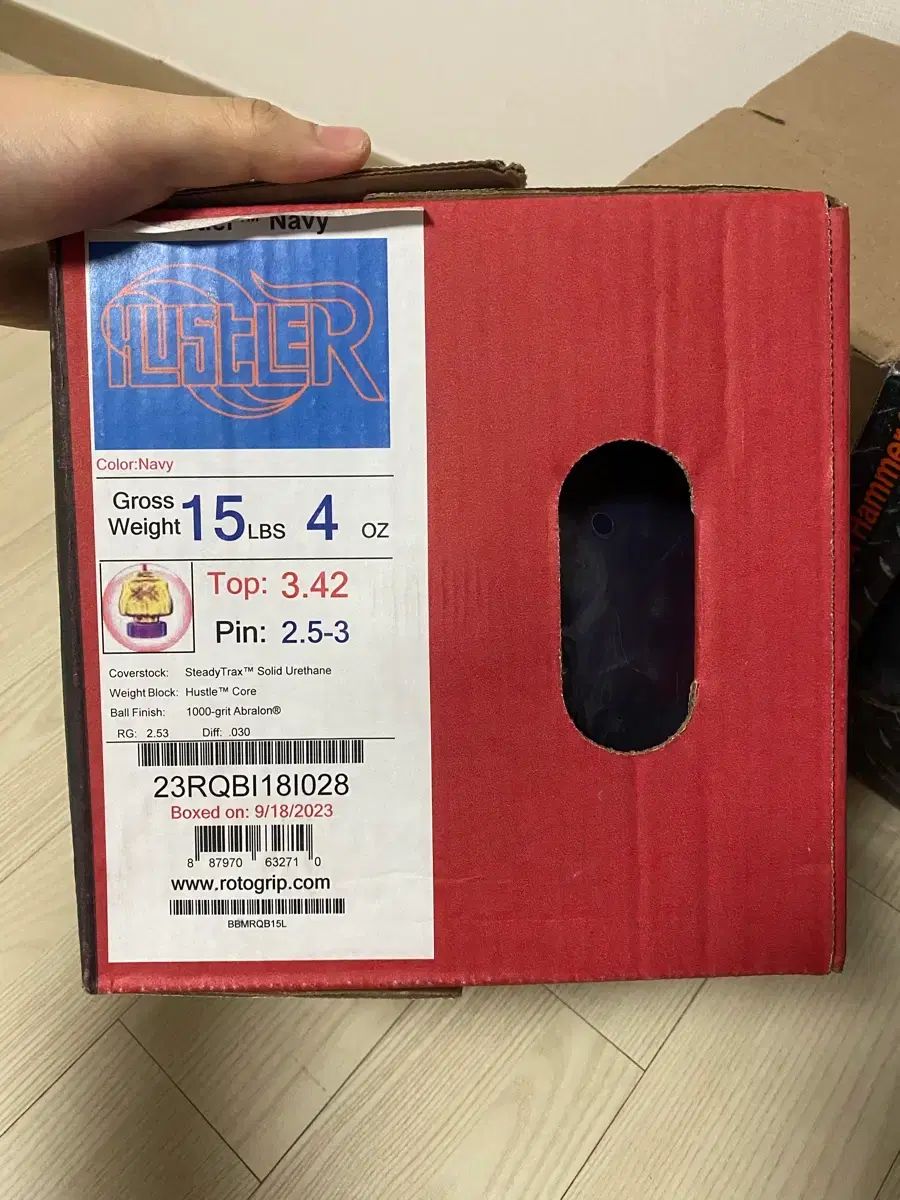 Navy
HUSTLER
Color:Navy
Gross
Weight 15 LBS 4 OZ
Top: 3.42
Pin: 2.5-3
Coverstock: SteadyTrax™ Solid Urethane
Weight Block: Hustle™ Core
Ball Finish: 1000-grit Abralon®
RG: 2.53 Diff: .030
23RQBI18I028
Boxed on: 9/18/2023
8 87970 63271 0
www.rotogrip.com
BBMRQB15L
Hammer